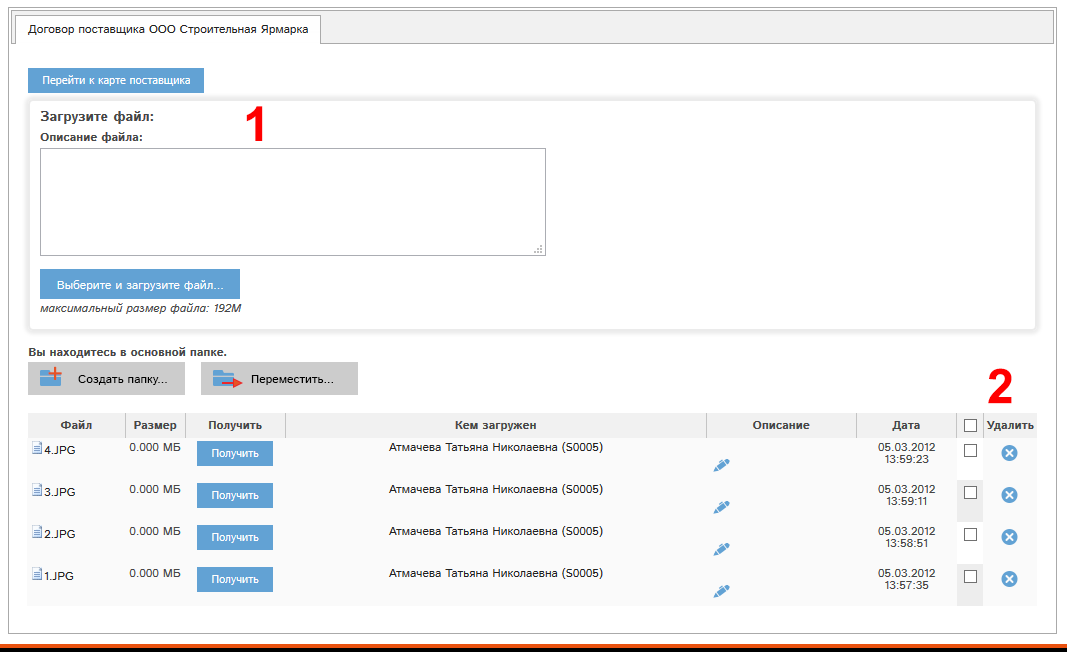 Договор поставщика ООО Строительная Ярмарка
Перейти к карте поставщика
Загрузите файл:
1
Описание файла:
Выберите и загрузите файл...
максимальный размер файла: 192М
Вы находитесь в основной папке.
Создать папку... Переместить...
2
Файл Размер Получить Кем загружен Описание Дата Удалить
4.JPG 0.000 МБ Получить Атмачева Татьяна Николаевна (S0005) 05.03.2012
13:59:23
3.JPG 0.000 МБ Получить Атмачева Татьяна Николаевна (S0005) 05.03.2012
13:59:11
2.JPG 0.000 МБ Получить Атмачева Татьяна Николаевна (S0005) 05.03.2012
13:58:51
1.JPG 0.000 МБ Получить Атмачева Татьяна Николаевна (S0005) 05.03.2012
13:57:35